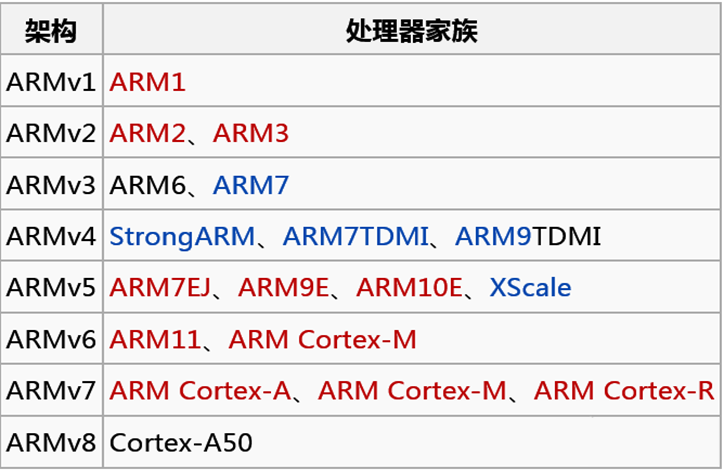 架构 处理器家族
ARMv1 ARM1
ARMv2 ARM2、ARM3
ARMv3 ARM6、ARM7
ARMv4 StrongARM、ARM7TDMI、ARM9TDMI
ARMv5 ARM7EJ、ARM9E、ARM10E、XScale
ARMv6 ARM11、ARM Cortex-M
ARMv7 ARM Cortex-A、ARM Cortex-M、ARM Cortex-R
ARMv8 Cortex-A50